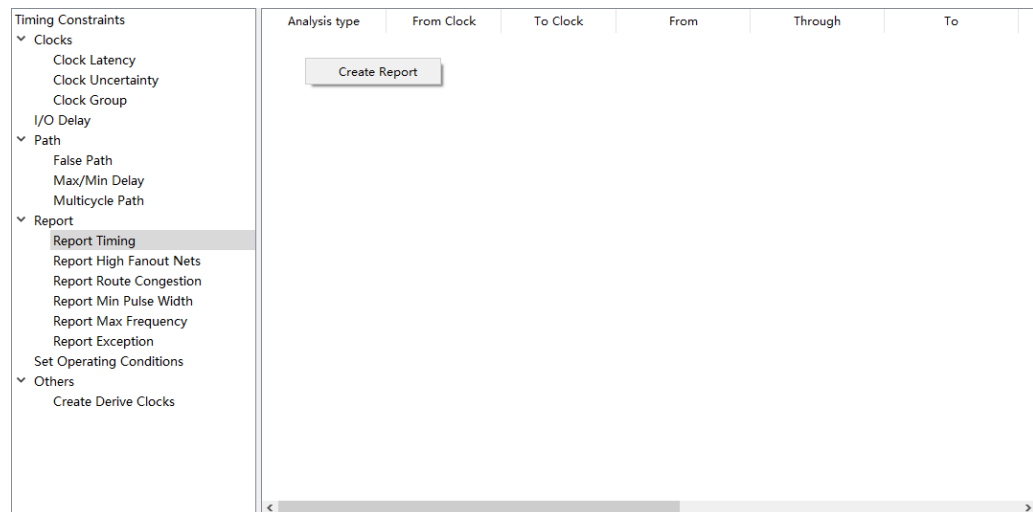 Timing Constraints
Clocks
Clock Latency
Clock Uncertainty
Clock Group
I/O Delay
Path
False Path
Max/Min Delay
Multicycle Path
Report
Report Timing
Report High Fanout Nets
Report Route Congestion
Report Min Pulse Width
Report Max Frequency
Report Exception
Set Operating Conditions
Others
Create Derive Clocks
Analysis type From Clock To Clock From Through To
Create Report